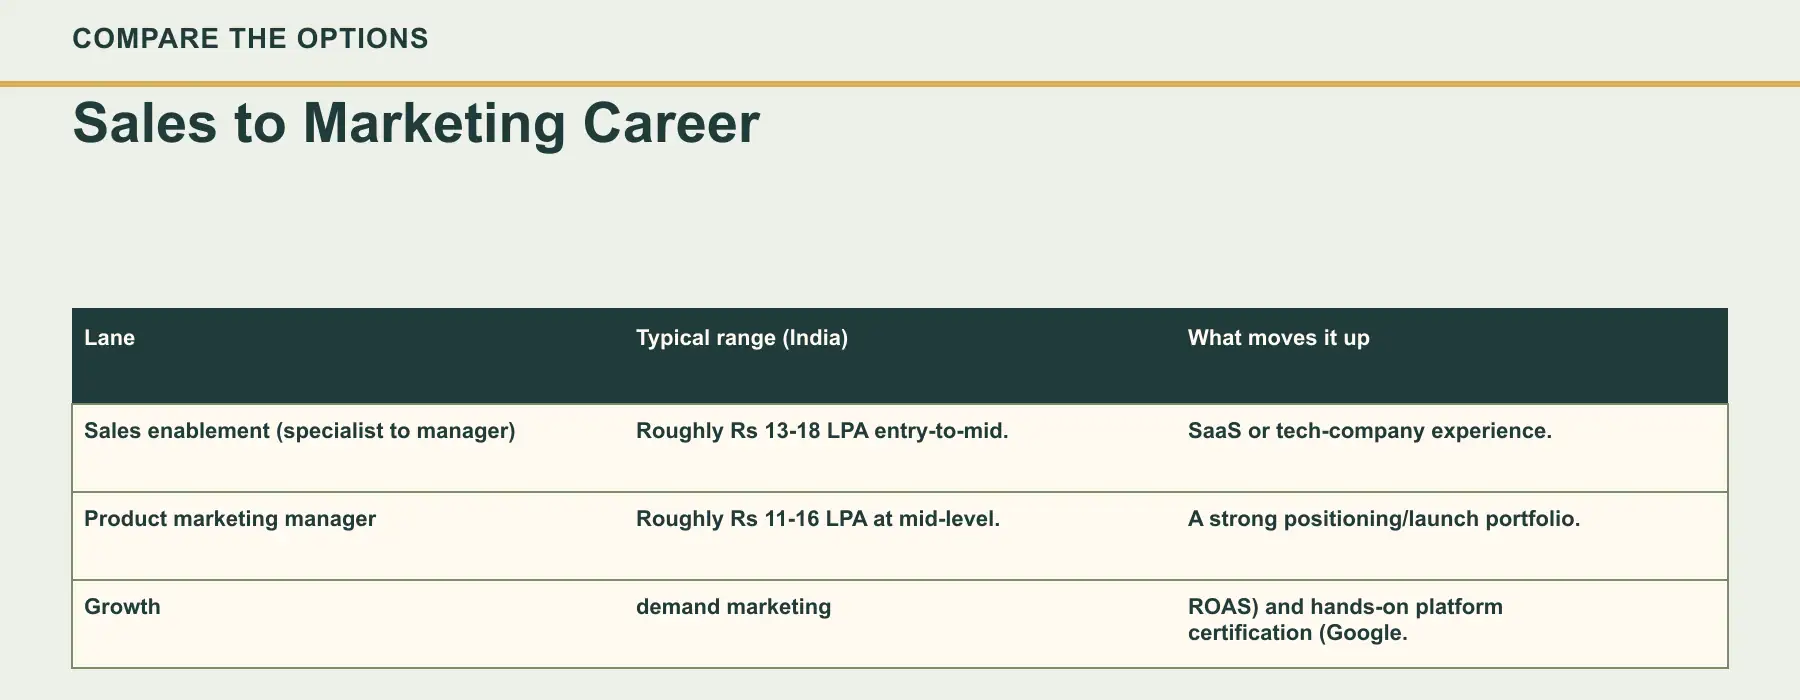 COMPARE THE OPTIONS
Sales to Marketing Career
Lane
Typical range (India)
What moves it up
Sales enablement (specialist to manager)
Roughly Rs 13-18 LPA entry-to-mid.
SaaS or tech-company experience.
Product marketing manager
Roughly Rs 11-16 LPA at mid-level.
A strong positioning/launch portfolio.
Growth
demand marketing
ROAS) and hands-on platform
certification (Google.